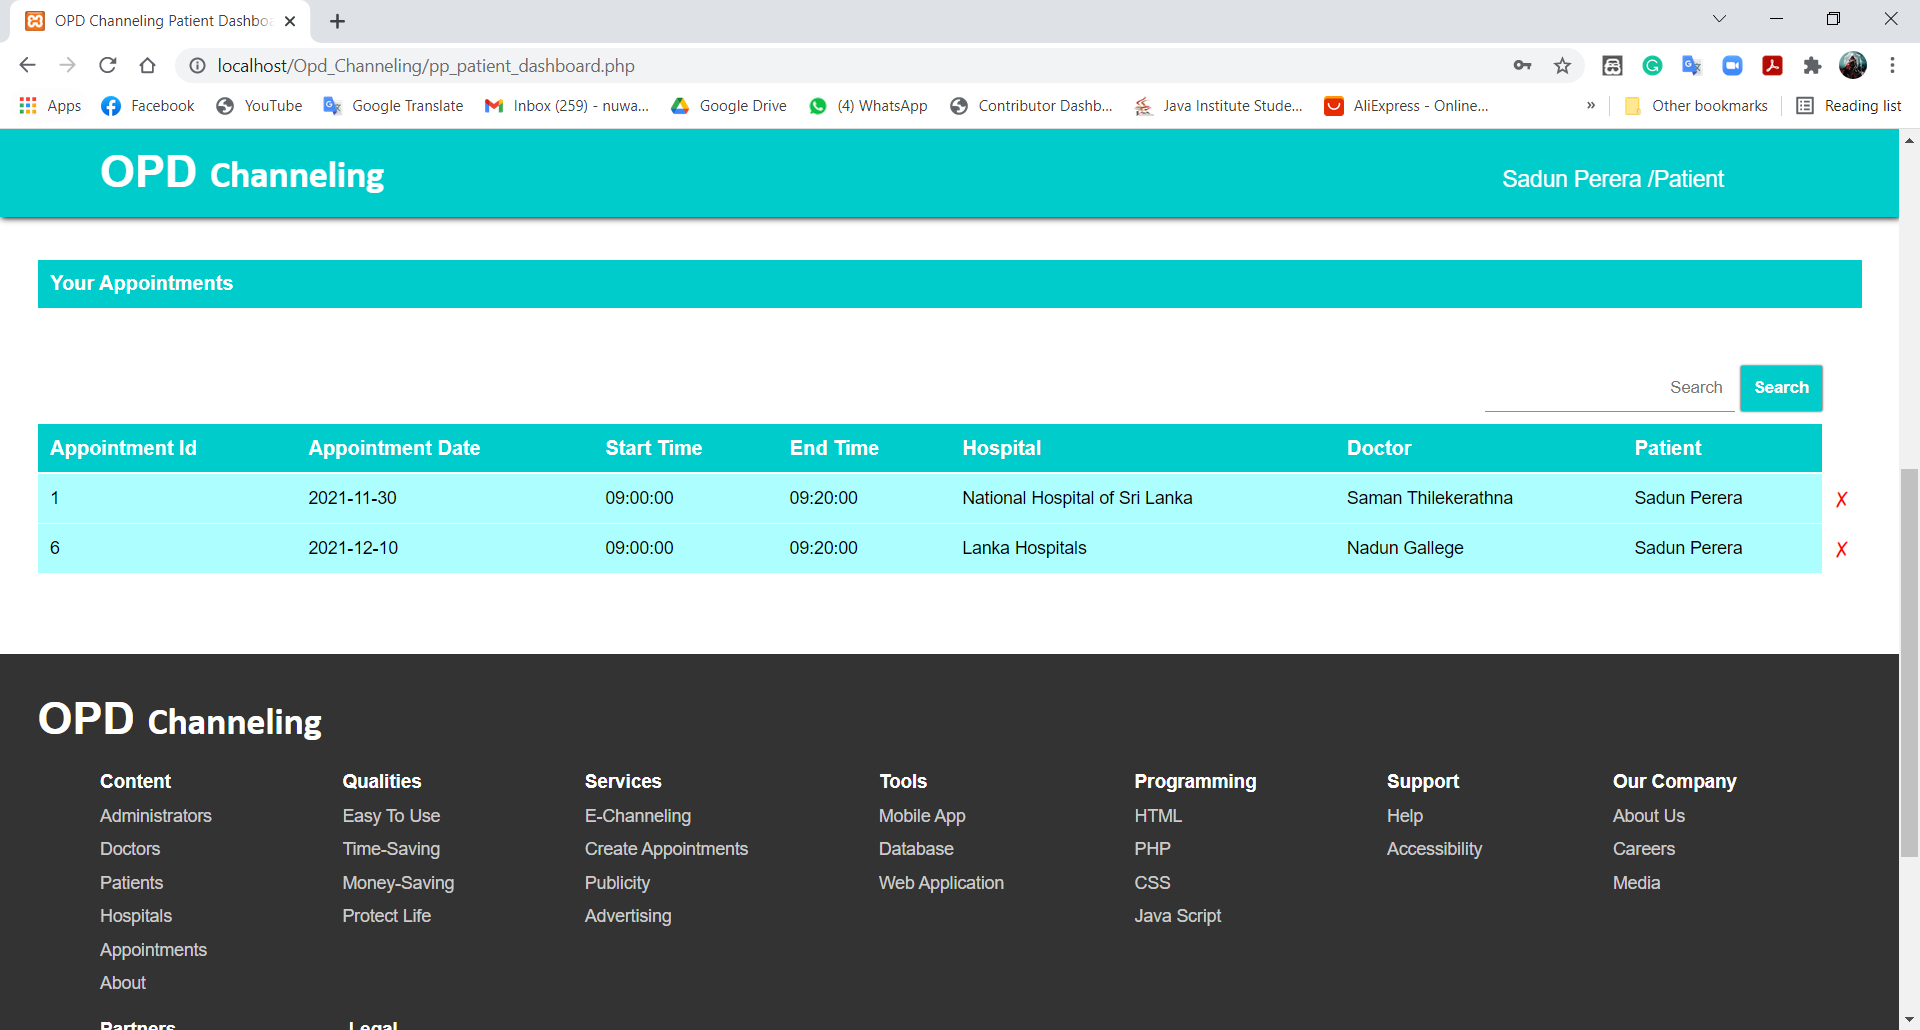 OPD Channeling Patient Dashbo
localhost/Opd_Channeling/pp_patient_dashboard.php
Apps Facebook YouTube Google Translate Inbox (259) - nuwa... Google Drive (4) WhatsApp Contributor Dashb... Java Institute Stude... AliExpress - Online... » Other bookmarks Reading list
OPD Channeling
Sadun Perera /Patient
Your Appointments
Search Search
Appointment Id Appointment Date Start Time End Time Hospital Doctor Patient
1 2021-11-30 09:00:00 09:20:00 National Hospital of Sri Lanka Saman Thilekerathna Sadun Perera ✗
6 2021-12-10 09:00:00 09:20:00 Lanka Hospitals Nadun Gallege Sadun Perera ✗
OPD Channeling
Content Qualities Services Tools Programming Support Our Company
Administrators Easy To Use E-Channeling Mobile App HTML Help About Us
Doctors Time-Saving Create Appointments Database PHP Accessibility Careers
Patients Money-Saving Publicity Web Application CSS Media
Hospitals Protect Life Advertising Java Script
Appointments
About
Partners Legal